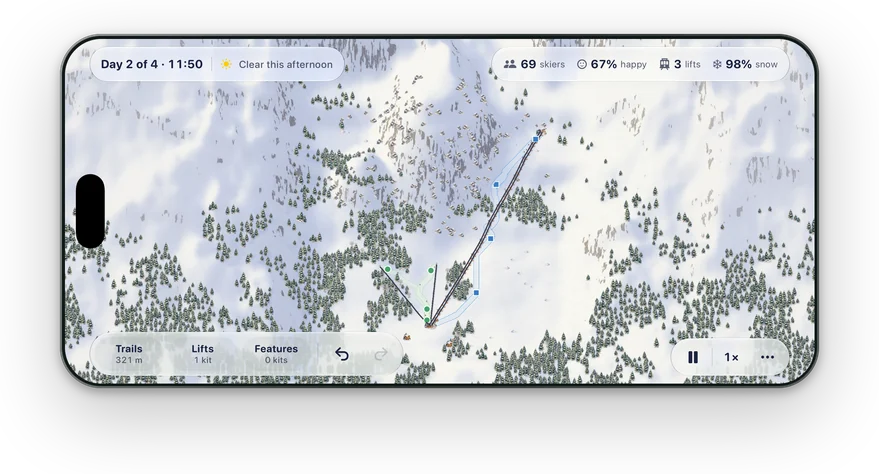 Day 2 of 4 · 11:50
Clear this afternoon
69 skiers
67% happy
3 lifts
98% snow
Trails
321 m
Lifts
1 kit
Features
0 kits
1×